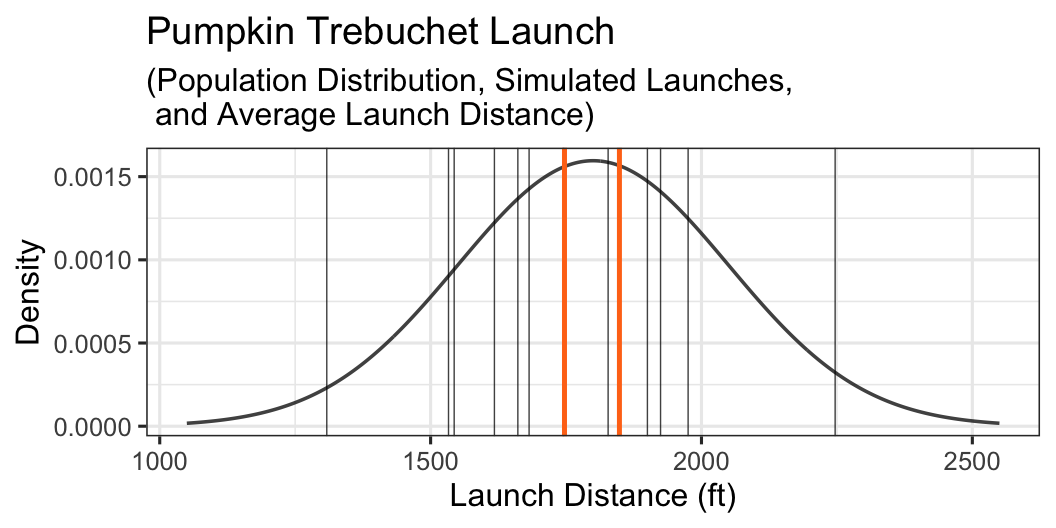 Pumpkin Trebuchet Launch
(Population Distribution, Simulated Launches,
and Average Launch Distance)
0.0015
0.0010
0.0005
0.0000
Density
1000 1500 2000 2500
Launch Distance (ft)